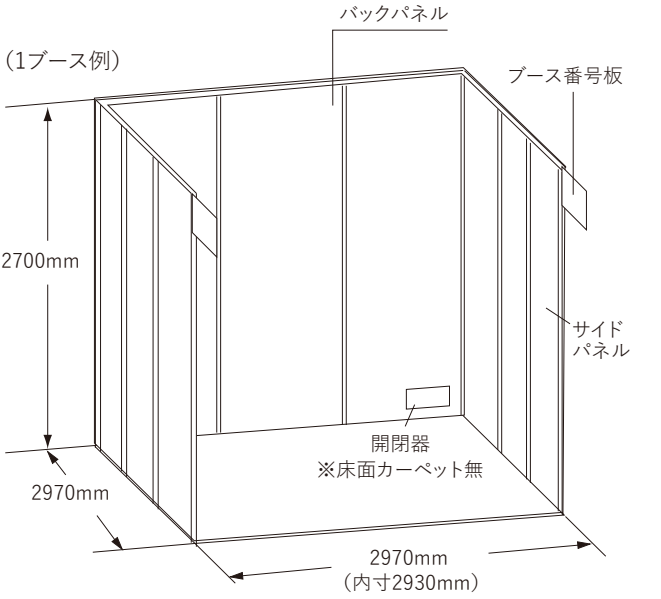 バックパネル
（1ブース例）
ブース番号板
2700mm
サイド
パネル
開閉器
※床面カーペット無
2970mm
2970mm
（内寸2930mm）